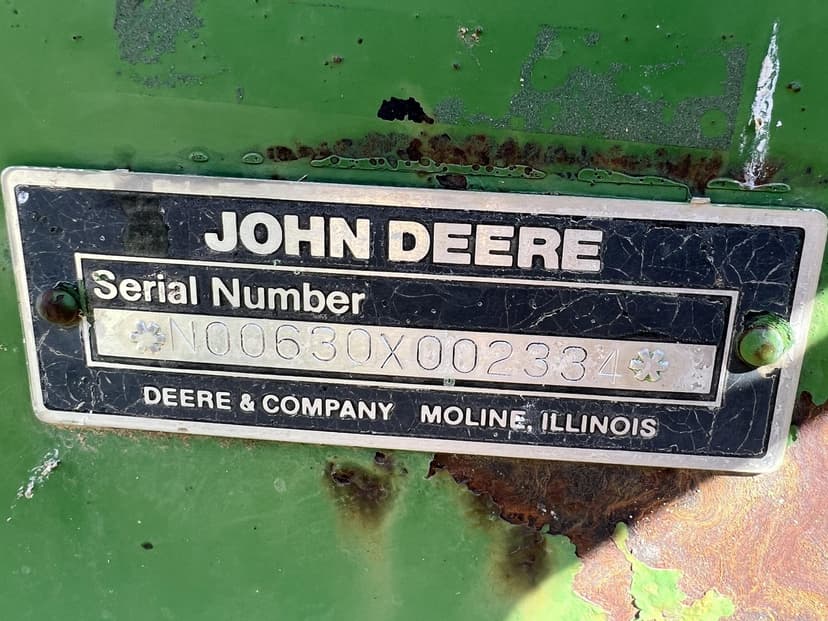 JOHN DEERE
Serial Number
*N00630X002334*
DEERE & COMPANY MOLINE, ILLINOIS